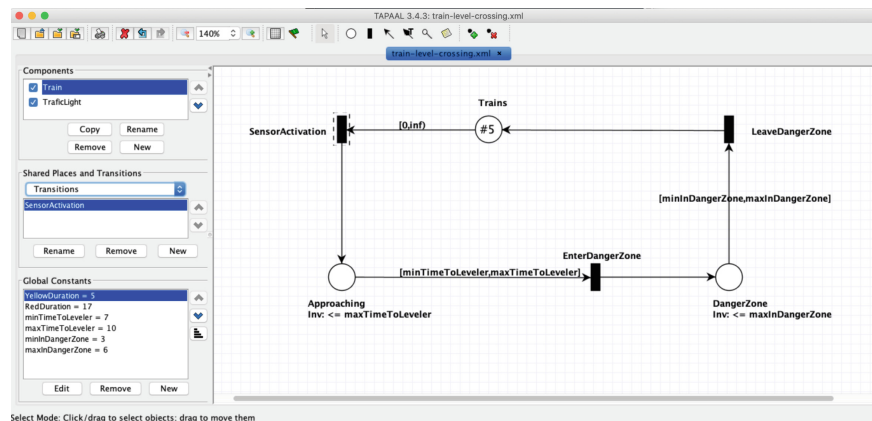 TAPAAL 3.4.3: train-level-crossing.xml
140%
train-level-crossing.xml ×
Components
Train
TraficLight
Copy Rename
Remove New
Shared Places and Transitions
Transitions
SensorActivation
Rename Remove New
Global Constants
YellowDuration = 5
RedDuration = 17
minTimeToLeveler = 7
maxTimeToLeveler = 10
minInDangerZone = 3
maxInDangerZone = 6
Edit Remove New
Trains
SensorActivation
[0,inf)
#5
LeaveDangerZone
[minInDangerZone,maxInDangerZone]
EnterDangerZone
[minTimeToLeveler,maxTimeToLeveler]
Approaching
Inv: <= maxTimeToLeveler
DangerZone
Inv: <= maxInDangerZone
Select Mode: Click/drag to select objects; drag to move them